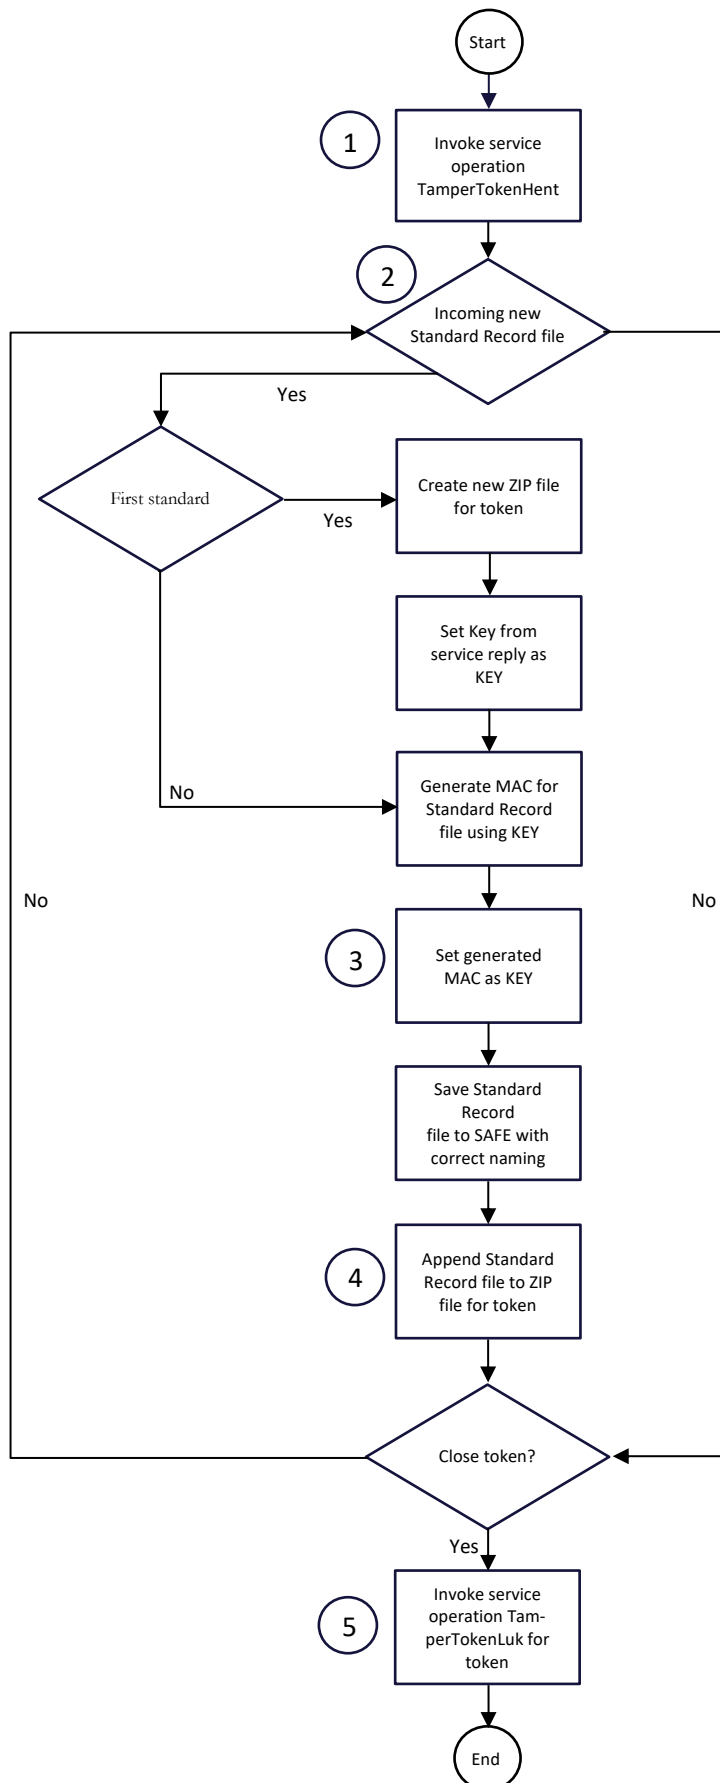 Start
1
Invoke service
operation
TamperTokenHent
2
Incoming new
Standard Record file
Yes
First standard
Yes
Create new ZIP file
for token
Set Key from
service reply as
KEY
No
Generate MAC for
Standard Record
file using KEY
No
No
3
Set generated
MAC as KEY
Save Standard
Record
file to SAFE with
correct naming
4
Append Standard
Record file to ZIP
file for token
Close token?
Yes
5
Invoke service
operation Tam-
perTokenLuk for
token
End